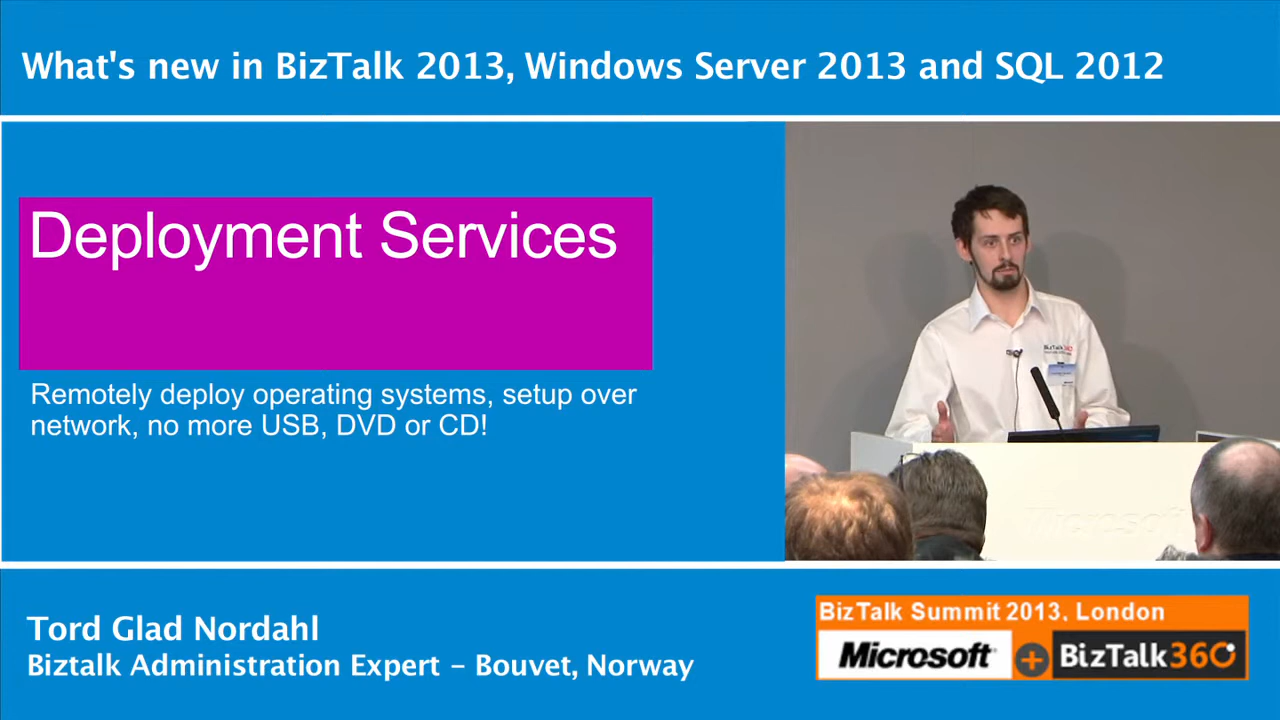 What's new in BizTalk 2013, Windows Server 2013 and SQL 2012
Deployment Services
Remotely deploy operating systems, setup over
network, no more USB, DVD or CD!
BizTalk360
Microsoft
Tord Glad Nordahl
Biztalk Administration Expert – Bouvet, Norway
BizTalk Summit 2013, London
Microsoft + BizTalk360